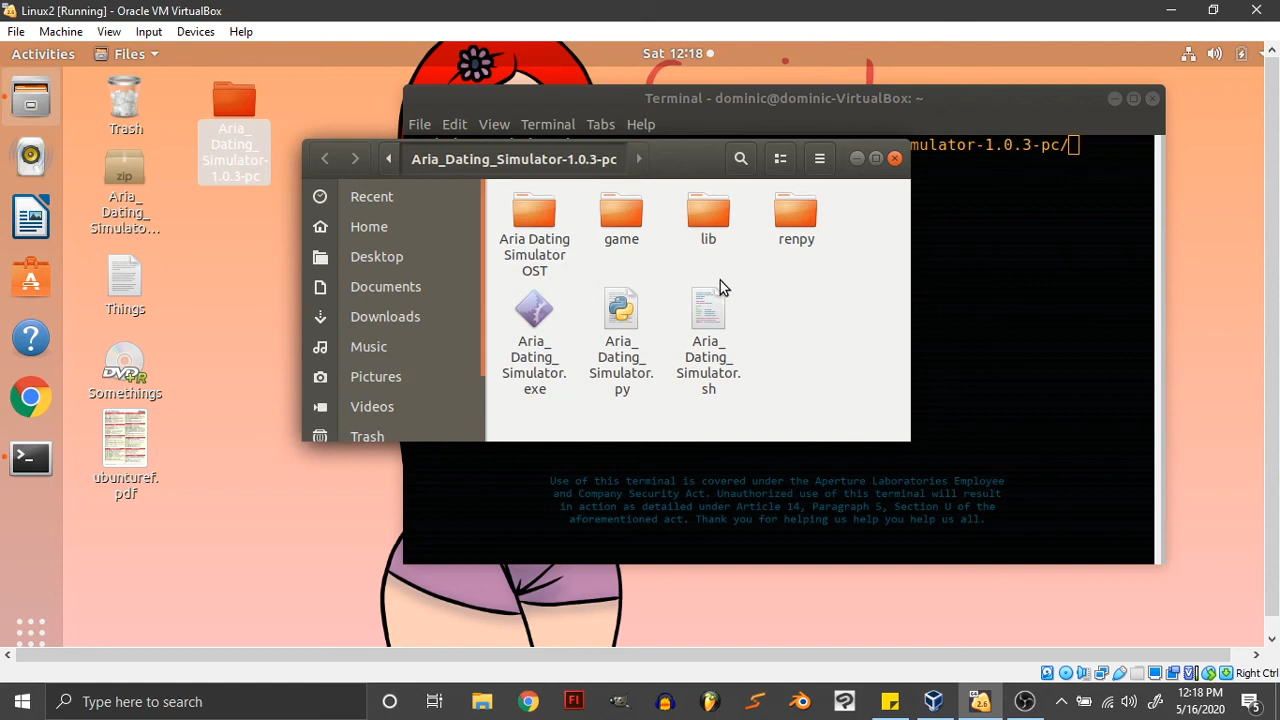 Linux2 [Running] - Oracle VM VirtualBox
File Machine View Input Devices Help
Activities Files Sat 12:18
Trash
Aria_
Dating_
Simulator-
1.0.3-pc
zip
Aria_
Dating_
Simulato…
Things
DVD+R
Somethings
ubunturef.
pdf
Terminal - dominic@dominic-VirtualBox: ~
File Edit View Terminal Tabs Help
mulator-1.0.3-pc/
Aria_Dating_Simulator-1.0.3-pc
Recent
Home
Desktop
Documents
Downloads
Music
Pictures
Videos
Trash
Aria Dating
Simulator
OST
game
lib
renpy
Aria_
Dating_
Simulator.
exe
Aria_
Dating_
Simulator.
py
Aria_
Dating_
Simulator.
sh
Use of this terminal is covered under the Aperture Laboratories Employee
and Company Security Act. Unauthorized use of this terminal will result
in action as detailed under Article 14, Paragraph 5, Section U of the
aforementioned act. Thank you for helping us help you help us all.
Right Ctrl
Type here to search
Fl
12:18 PM
5/16/2020
5